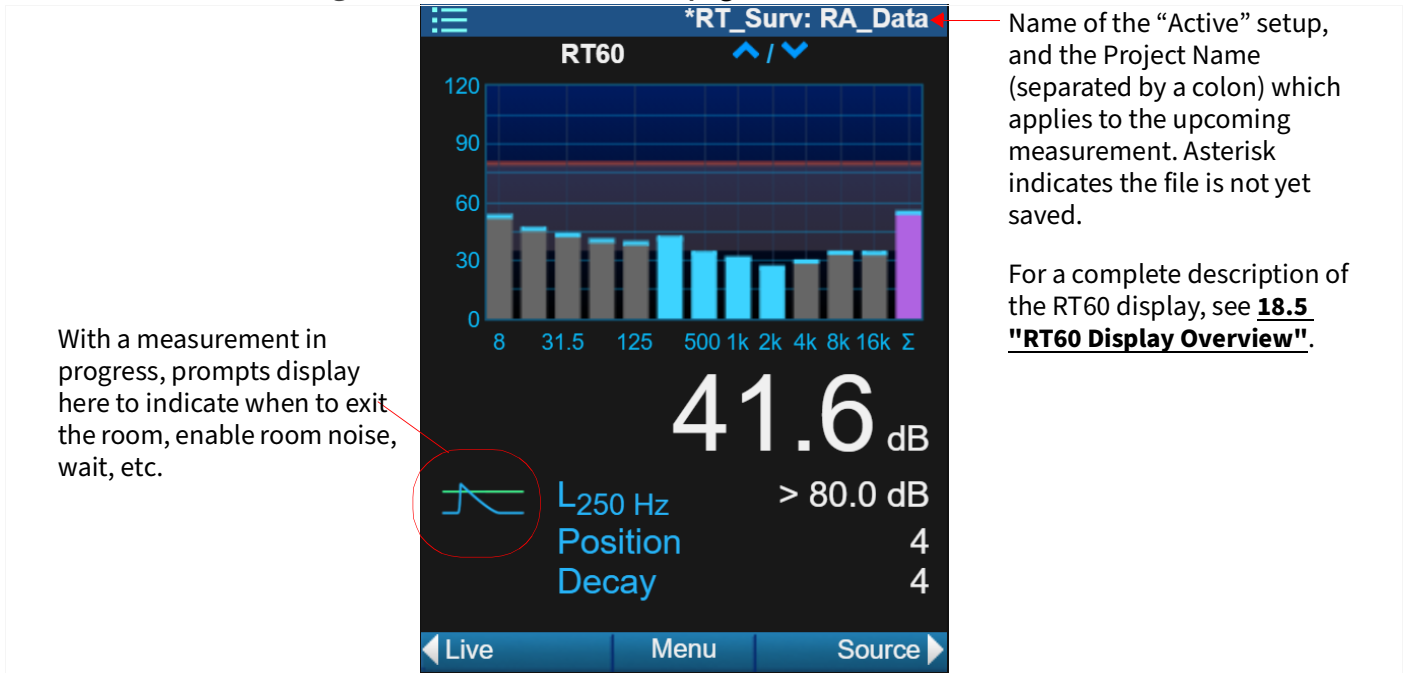 *RT_Surv: RA_Data
RT60
/
120
90
60
30
0
8 31.5 125 500 1k 2k 4k 8k 16k Σ
41.6 dB
L250 Hz > 80.0 dB
Position 4
Decay 4
Live Menu Source
With a measurement in
progress, prompts display
here to indicate when to exit
the room, enable room noise,
wait, etc.
Name of the “Active” setup,
and the Project Name
(separated by a colon) which
applies to the upcoming
measurement. Asterisk
indicates the file is not yet
saved.
For a complete description of
the RT60 display, see 18.5
"RT60 Display Overview".